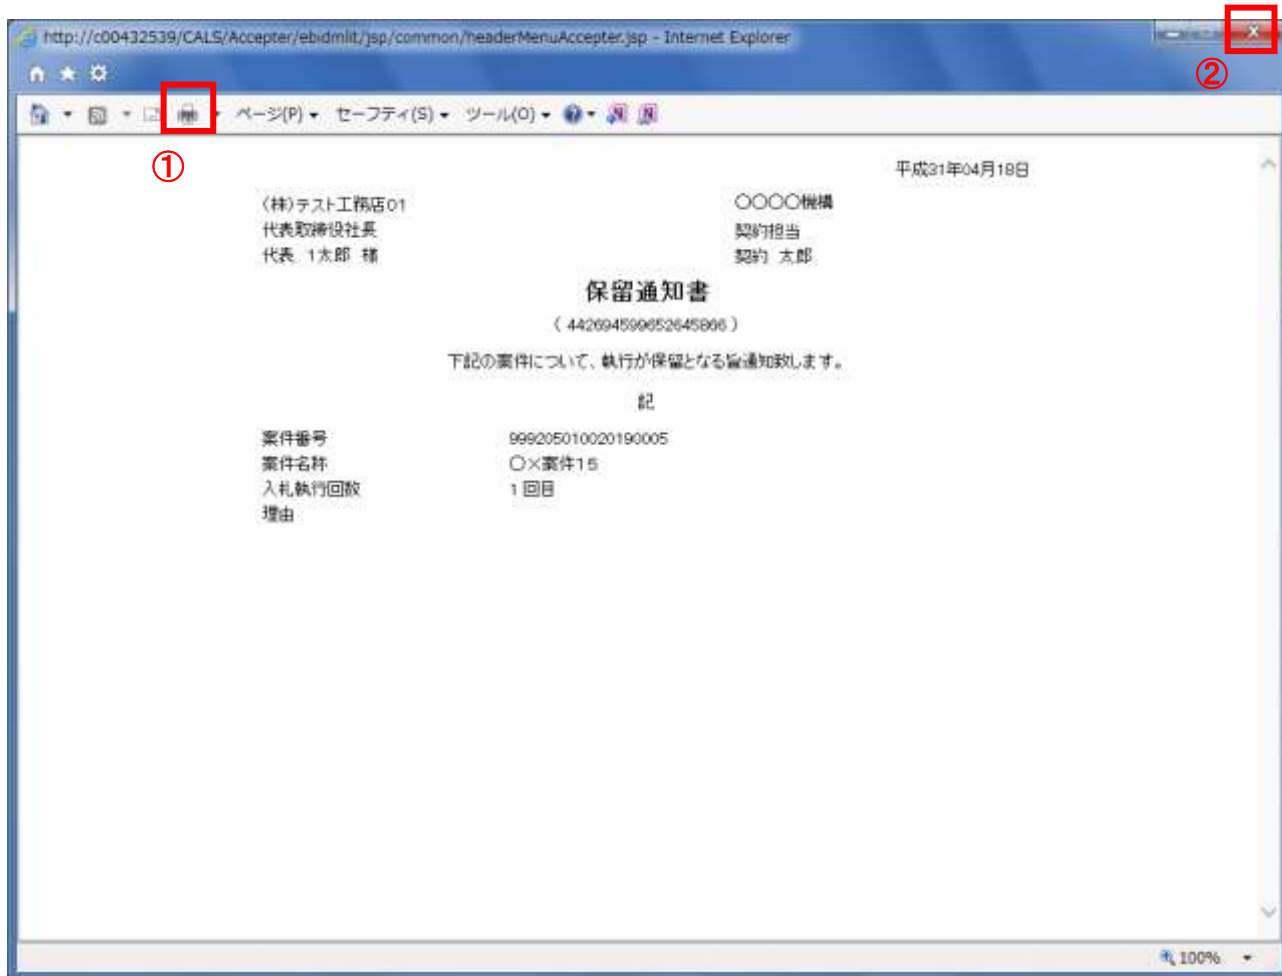 http://c00432539/CALS/Accepter/ebidmlit/jsp/common/headerMenuAccepter.jsp - Internet Explorer
②
ページ(P) セーフティ(S) ツール(O)
①
平成31年04月18日
(株)テスト工務店01
〇〇〇〇機構
代表取締役社長
契約担当
代表 1太郎 様
契約 太郎
保留通知書
( 442694599652645866 )
下記の案件について、執行が保留となる旨通知致します。
記
案件番号 999205010020190005
案件名称 〇×案件15
入札執行回数 1 回目
理由
100%